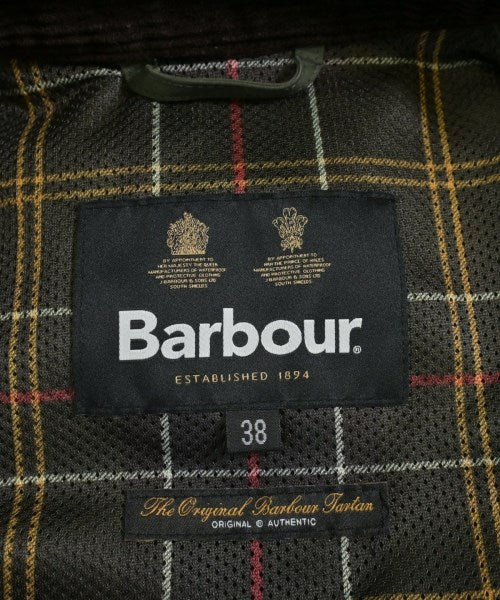 BY APPOINTMENT TO
HER MAJESTY THE QUEEN
MANUFACTURERS OF WATERPROOF
AND PROTECTIVE CLOTHING
J.BARBOUR & SONS LTD
SOUTH SHIELDS
BY APPOINTMENT TO
HRH THE PRINCE OF WALES
MANUFACTURERS OF WATERPROOF
AND PROTECTIVE CLOTHING
J.BARBOUR & SONS LTD
SOUTH SHIELDS
Barbour®
ESTABLISHED 1894
38
The Original Barbour Tartan
ORIGINAL & AUTHENTIC